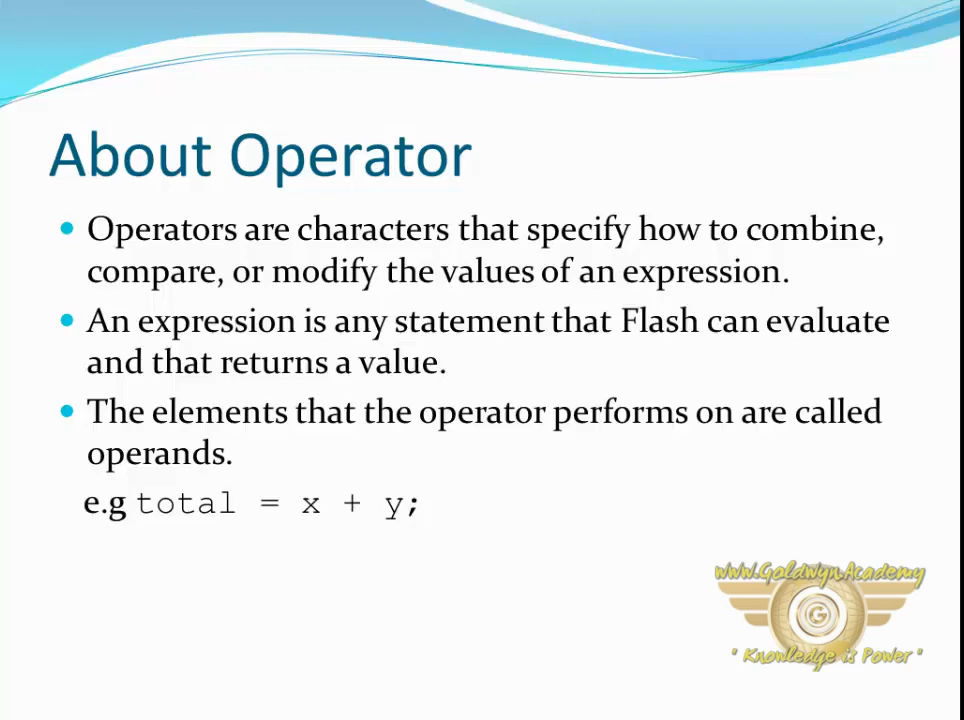 About Operator
• Operators are characters that specify how to combine,
compare, or modify the values of an expression.
• An expression is any statement that Flash can evaluate
and that returns a value.
• The elements that the operator performs on are called
operands.
e.g total = x + y;
www.GoldwynAcademy
G
" Knowledge is Power "